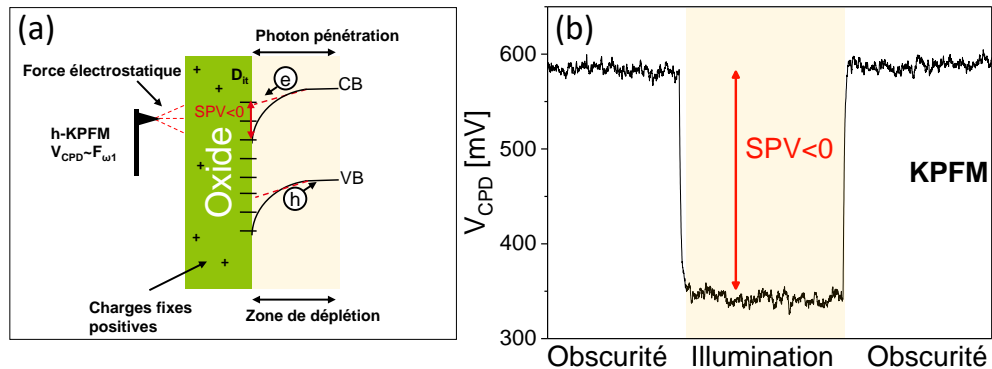 (a)
Photon pénétration
Force électrostatique
+
D_it
+
e
CB
SPV<0
h-KPFM
V_CPD~F_ω1
Oxide
+
VB
h
+
+
Charges fixes
positives
Zone de déplétion
(b)
600
500
400
300
V_CPD [mV]
SPV<0
KPFM
Obscurité Illumination Obscurité